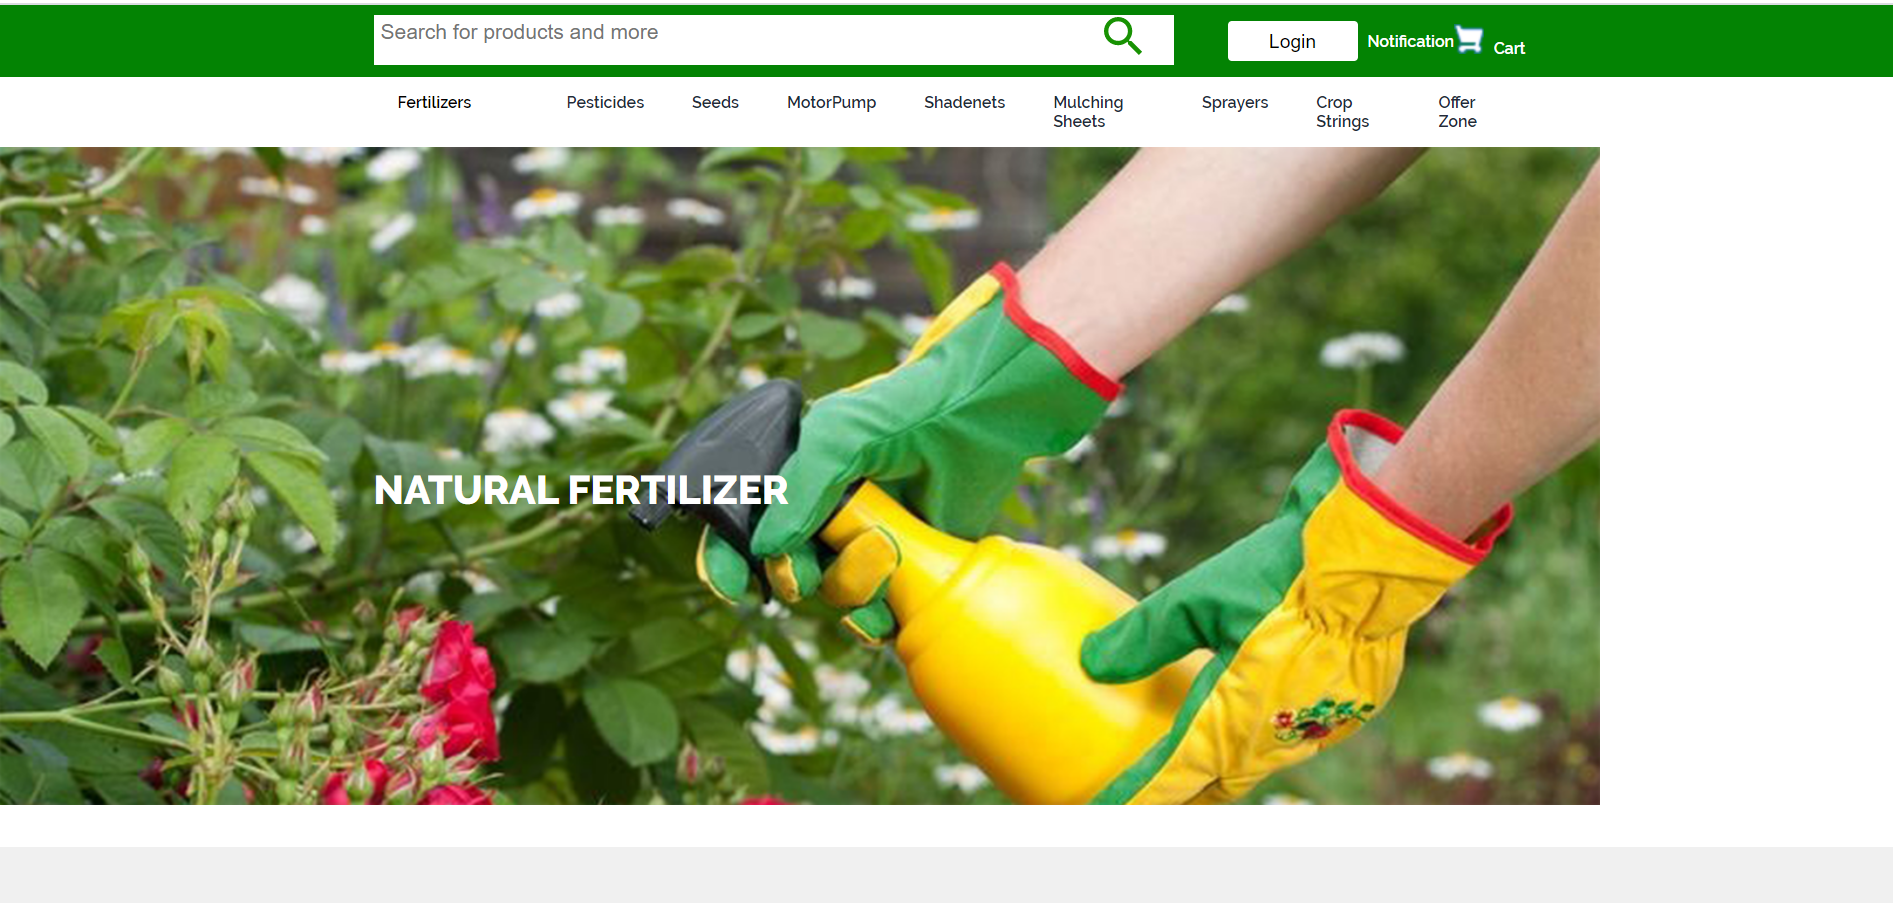 Search for products and more
Login
Notification
Cart
Fertilizers
Pesticides
Seeds
MotorPump
Shadenets
Mulching
Sheets
Sprayers
Crop
Strings
Offer
Zone
NATURAL FERTILIZER